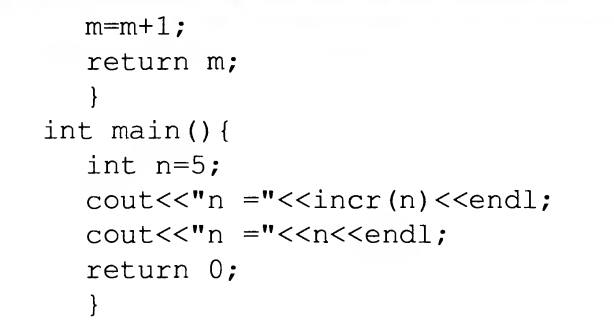 m=m+1;
return m;
}
int main(){
int n=5;
cout<<"n ="<<incr(n)<<endl;
cout<<"n ="<<n<<endl;
return 0;
}